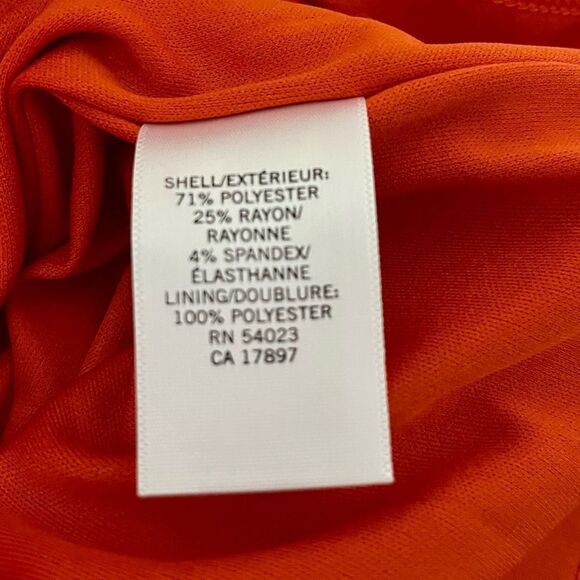 SHELL/EXTÉRIEUR:
71% POLYESTER
25% RAYON/
RAYONNE
4% SPANDEX/
ÉLASTHANNE
LINING/DOUBLURE:
100% POLYESTER
RN 54023
CA 17897